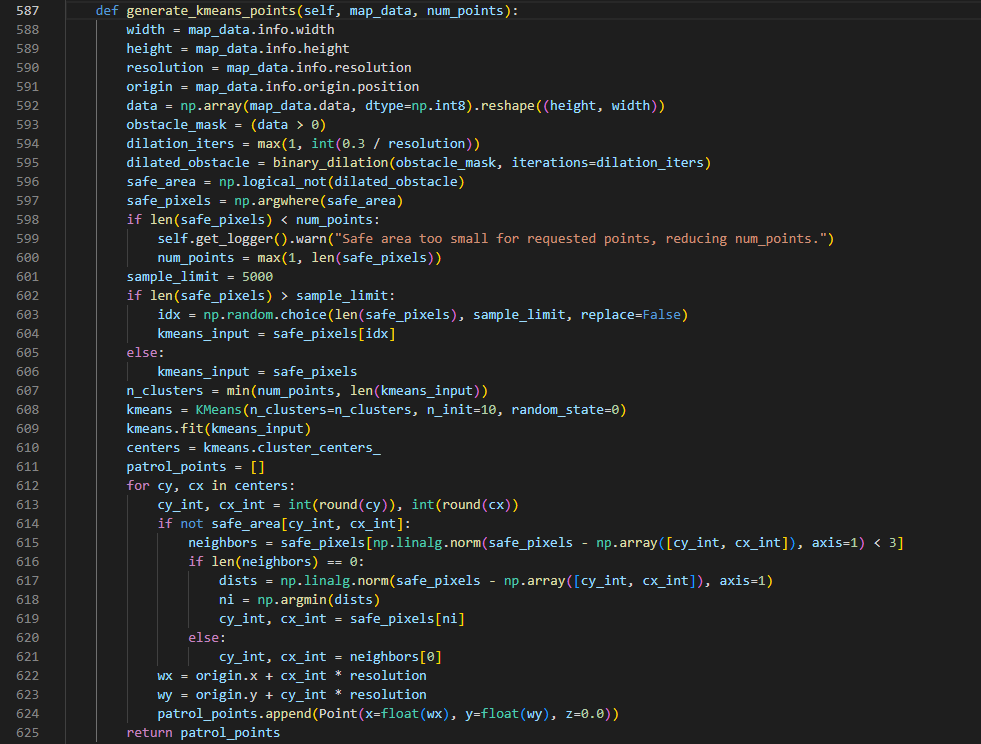 587 def generate_kmeans_points(self, map_data, num_points):
588     width = map_data.info.width
589     height = map_data.info.height
590     resolution = map_data.info.resolution
591     origin = map_data.info.origin.position
592     data = np.array(map_data.data, dtype=np.int8).reshape((height, width))
593     obstacle_mask = (data > 0)
594     dilation_iters = max(1, int(0.3 / resolution))
595     dilated_obstacle = binary_dilation(obstacle_mask, iterations=dilation_iters)
596     safe_area = np.logical_not(dilated_obstacle)
597     safe_pixels = np.argwhere(safe_area)
598     if len(safe_pixels) < num_points:
599         self.get_logger().warn("Safe area too small for requested points, reducing num_points.")
600         num_points = max(1, len(safe_pixels))
601     sample_limit = 5000
602     if len(safe_pixels) > sample_limit:
603         idx = np.random.choice(len(safe_pixels), sample_limit, replace=False)
604         kmeans_input = safe_pixels[idx]
605     else:
606         kmeans_input = safe_pixels
607     n_clusters = min(num_points, len(kmeans_input))
608     kmeans = KMeans(n_clusters=n_clusters, n_init=10, random_state=0)
609     kmeans.fit(kmeans_input)
610     centers = kmeans.cluster_centers_
611     patrol_points = []
612     for cy, cx in centers:
613         cy_int, cx_int = int(round(cy)), int(round(cx))
614         if not safe_area[cy_int, cx_int]:
615             neighbors = safe_pixels[np.linalg.norm(safe_pixels - np.array([cy_int, cx_int]), axis=1) < 3]
616             if len(neighbors) == 0:
617                 dists = np.linalg.norm(safe_pixels - np.array([cy_int, cx_int]), axis=1)
618                 ni = np.argmin(dists)
619                 cy_int, cx_int = safe_pixels[ni]
620             else:
621                 cy_int, cx_int = neighbors[0]
622         wx = origin.x + cx_int * resolution
623         wy = origin.y + cy_int * resolution
624         patrol_points.append(Point(x=float(wx), y=float(wy), z=0.0))
625     return patrol_points